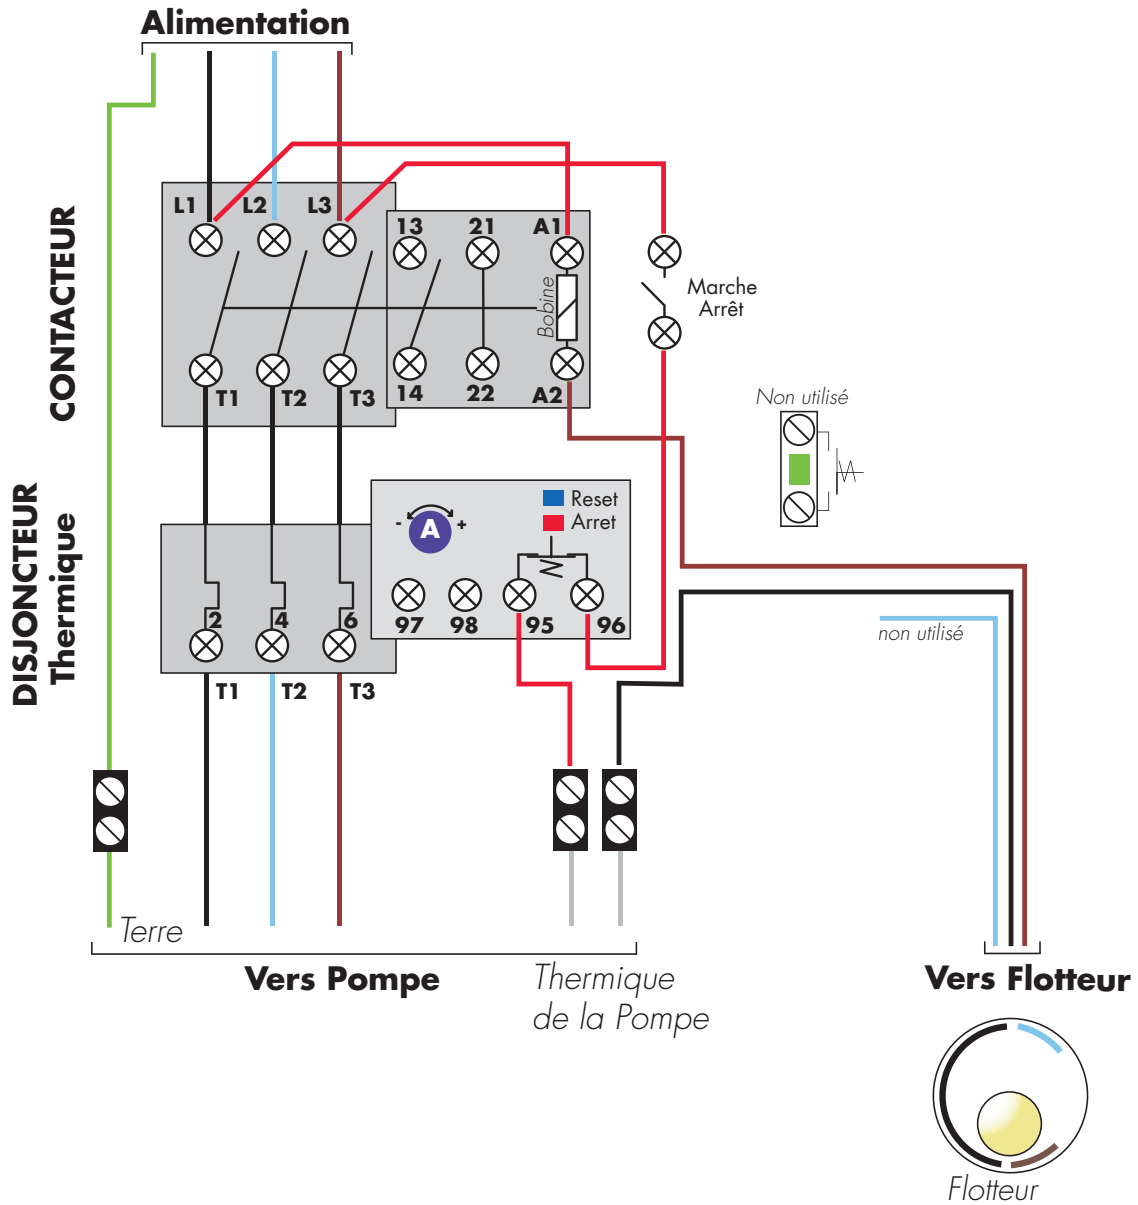 Alimentation
L1
L2
L3
13
21
A1
CONTACTEUR
Bobine
Marche
Arrêt
T1
T2
T3
14
22
A2
Non utilisé
DISJONCTEUR
Thermique
- A +
Reset
Arret
2
4
6
97
98
95
96
non utilisé
T1
T2
T3
Terre
Vers Pompe
Thermique
de la Pompe
Vers Flotteur
Flotteur